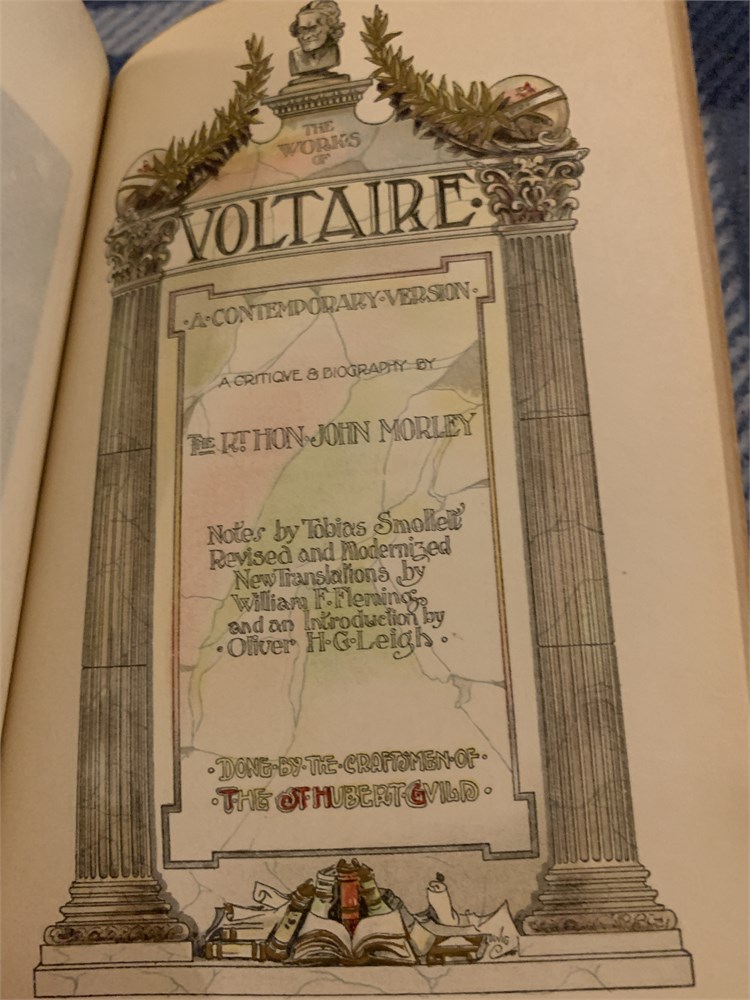 THE
WORKS
OF
VOLTAIRE·
·A·CONTEMPORARY·VERSION·
A CRITIQVE & BIOGRAPHY BY
THE RT HON·JOHN MORLEY
Notes by Tobias Smollett
Revised and Modernized
New Translations by
William F. Fleming,
and an Introduction by
·Oliver H·G·Leigh·
·DONE·BY·THE·CRAFTSMEN·OF·
·THE ST HUBERT GVILD·